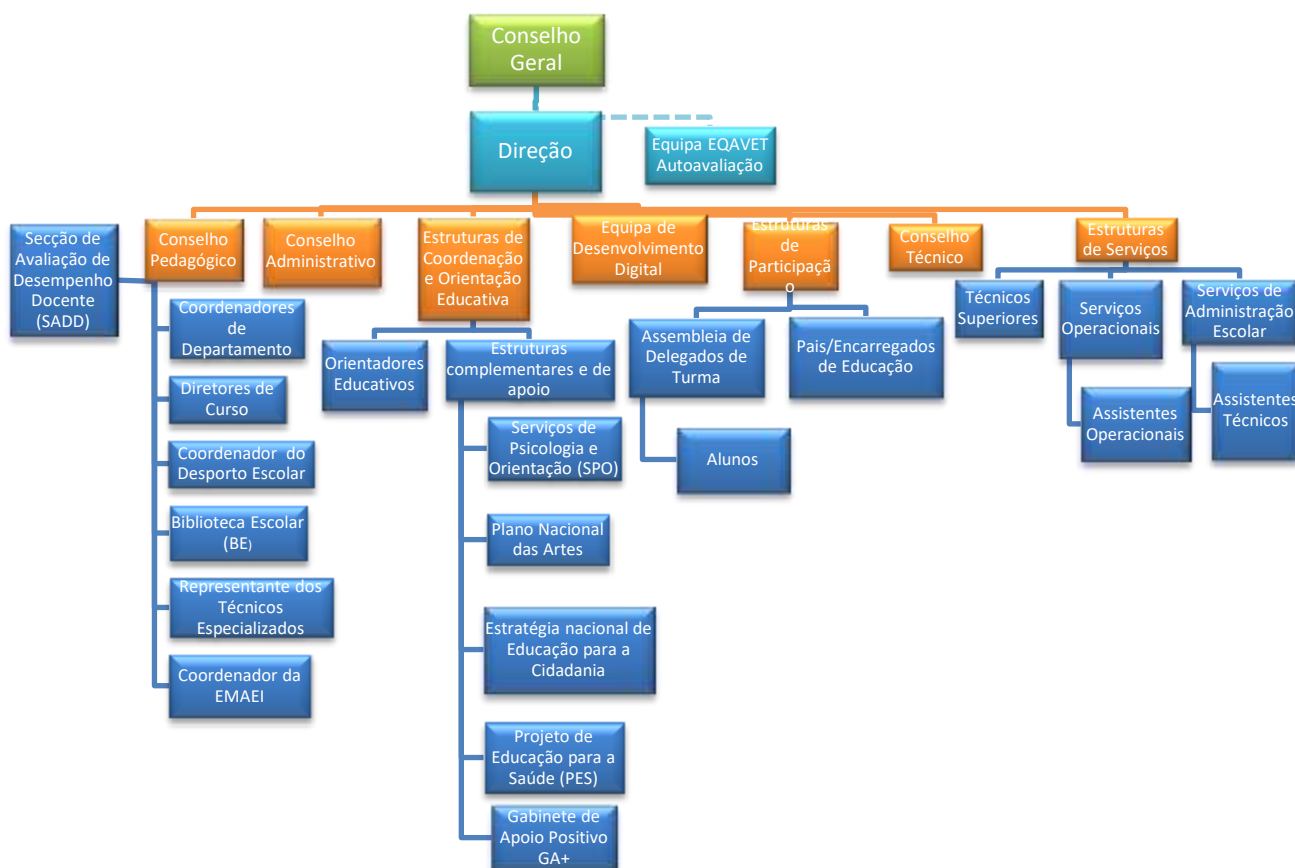 Conselho
Geral
Direção
Equipa EQAVET
Autoavaliação
Secção de
Avaliação de
Desempenho
Docente
(SADD)
Conselho
Pedagógico
Conselho
Administrativo
Estruturas de
Coordenação
e Orientação
Educativa
Equipa de
Desenvolvimento
Digital
Estruturas
de
Participaçã
o
Conselho
Técnico
Estruturas
de Serviços
Coordenadores
de
Departamento
Diretores de
Curso
Coordenador do
Desporto Escolar
Biblioteca Escolar
(BE)
Representante dos
Técnicos
Especializados
Coordenador da
EMAEI
Orientadores
Educativos
Estruturas
complementares e de
apoio
Serviços de
Psicologia e
Orientação (SPO)
Plano Nacional
das Artes
Estratégia nacional de
Educação para a
Cidadania
Projeto de
Educação para a
Saúde (PES)
Gabinete de
Apoio Positivo
GA+
Assembleia de
Delegados de
Turma
Alunos
Pais/Encarregados
de Educação
Técnicos
Superiores
Serviços
Operacionais
Assistentes
Operacionais
Serviços de
Administração
Escolar
Assistentes
Técnicos